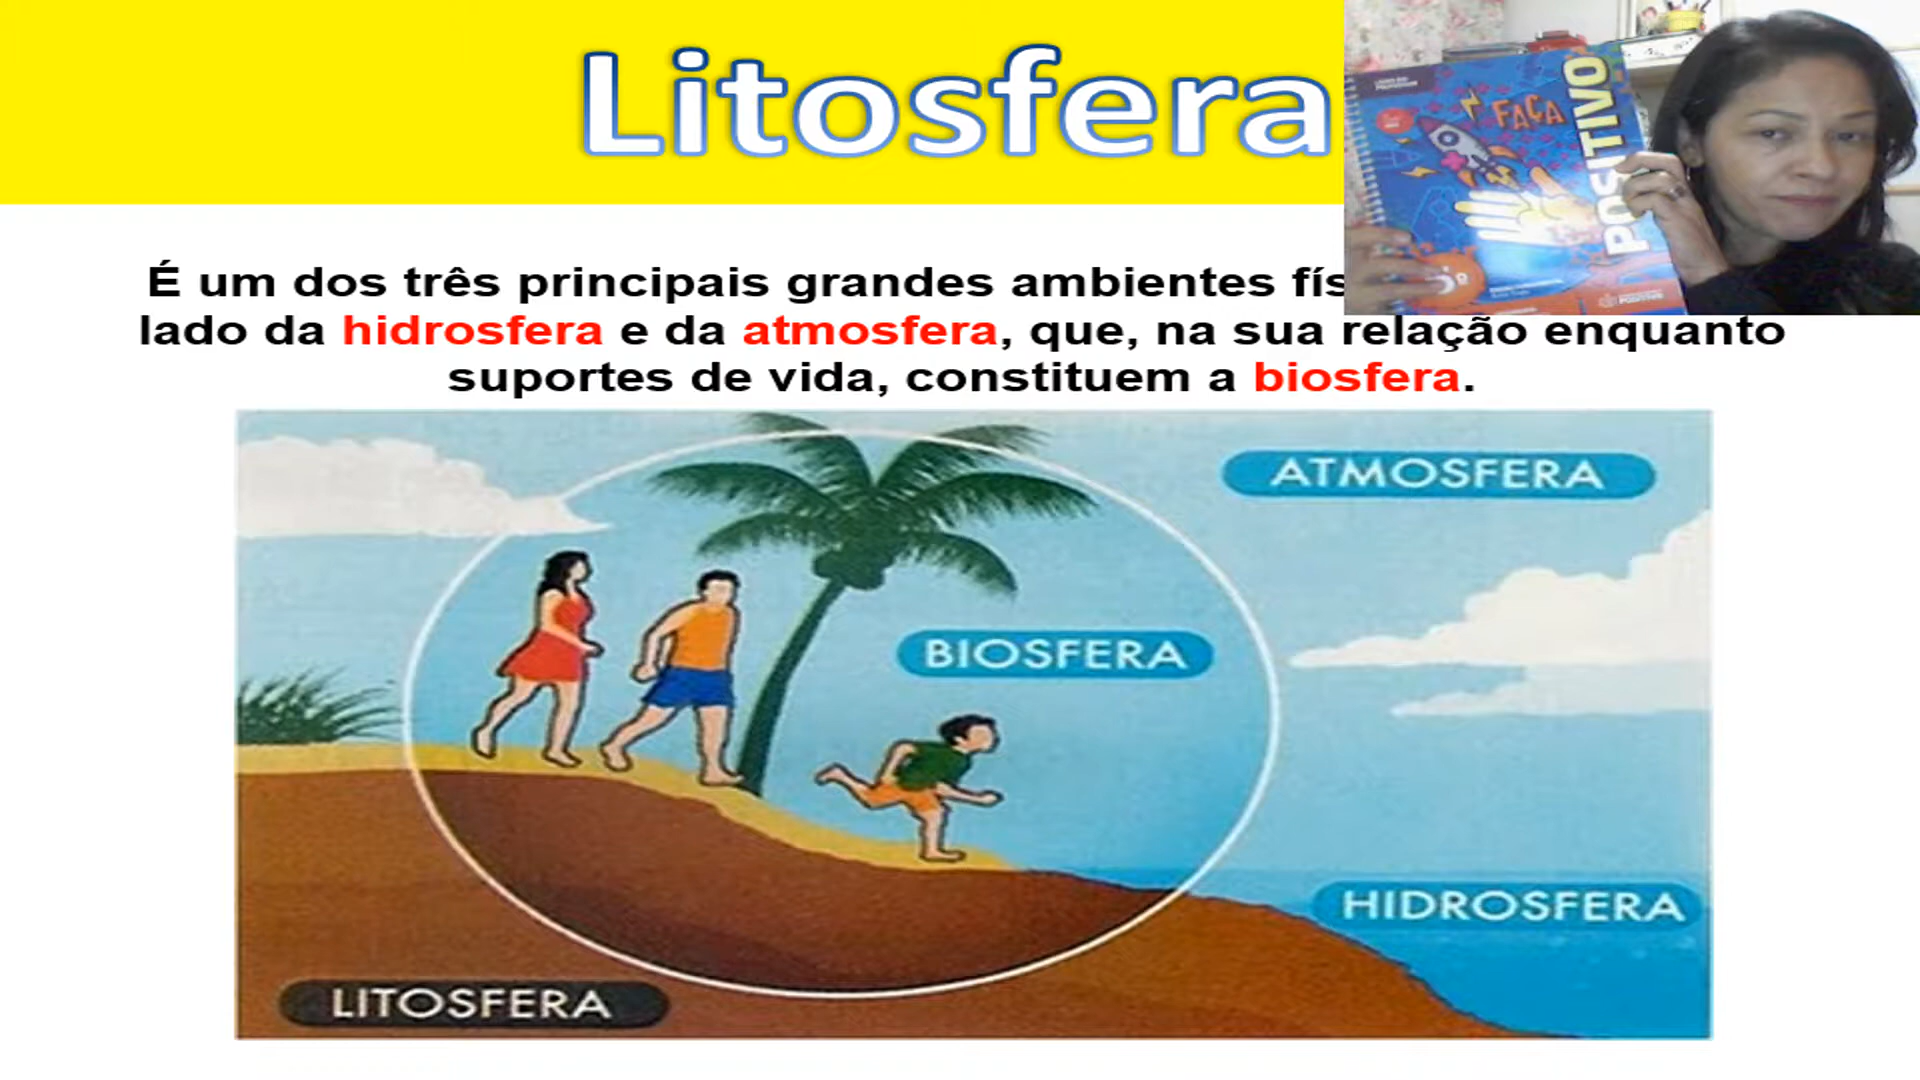 Litosfera
É um dos três principais grandes ambientes
lado da hidrosfera e da atmosfera, que, na sua relação enquanto
suportes de vida, constituem a biosfera.
FAÇA
POSITIVO
ATMOSFERA
BIOSFERA
HIDROSFERA
LITOSFERA